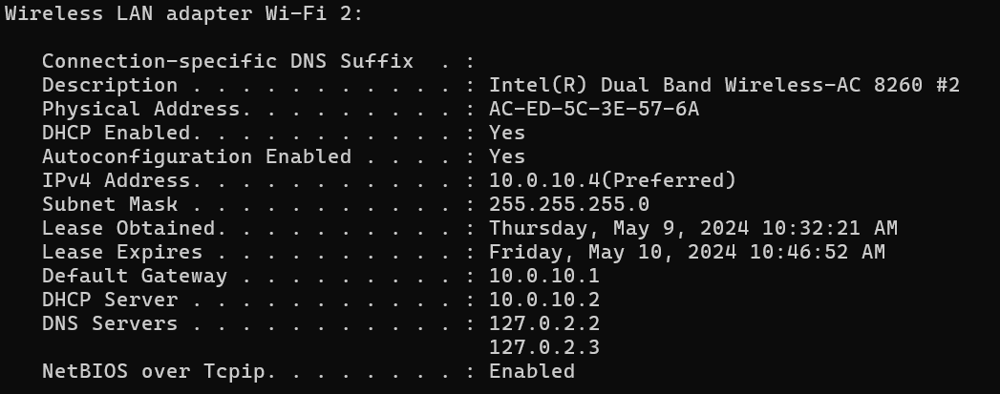 Wireless LAN adapter Wi-Fi 2:
Connection-specific DNS Suffix  . :
Description . . . . . . . . . . . : Intel(R) Dual Band Wireless-AC 8260 #2
Physical Address. . . . . . . . . : AC-ED-5C-3E-57-6A
DHCP Enabled. . . . . . . . . . . : Yes
Autoconfiguration Enabled . . . . : Yes
IPv4 Address. . . . . . . . . . . : 10.0.10.4(Preferred)
Subnet Mask . . . . . . . . . . . : 255.255.255.0
Lease Obtained. . . . . . . . . . : Thursday, May 9, 2024 10:32:21 AM
Lease Expires . . . . . . . . . . : Friday, May 10, 2024 10:46:52 AM
Default Gateway . . . . . . . . . : 10.0.10.1
DHCP Server . . . . . . . . . . . : 10.0.10.2
DNS Servers . . . . . . . . . . . : 127.0.2.2
127.0.2.3
NetBIOS over Tcpip. . . . . . . . : Enabled